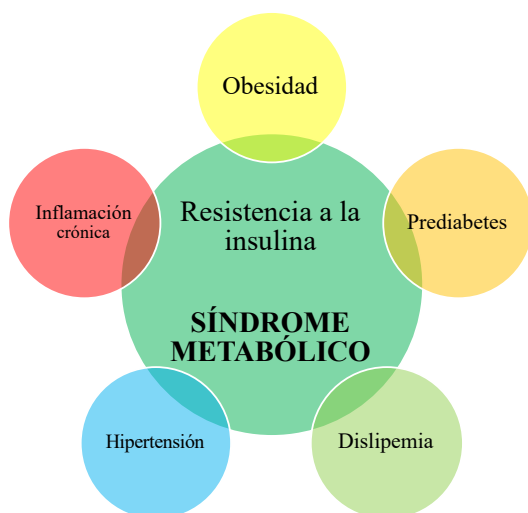 Obesidad
Inflamación
crónica
Resistencia a la
insulina
Prediabetes
SÍNDROME
METABÓLICO
Hipertensión
Dislipemia